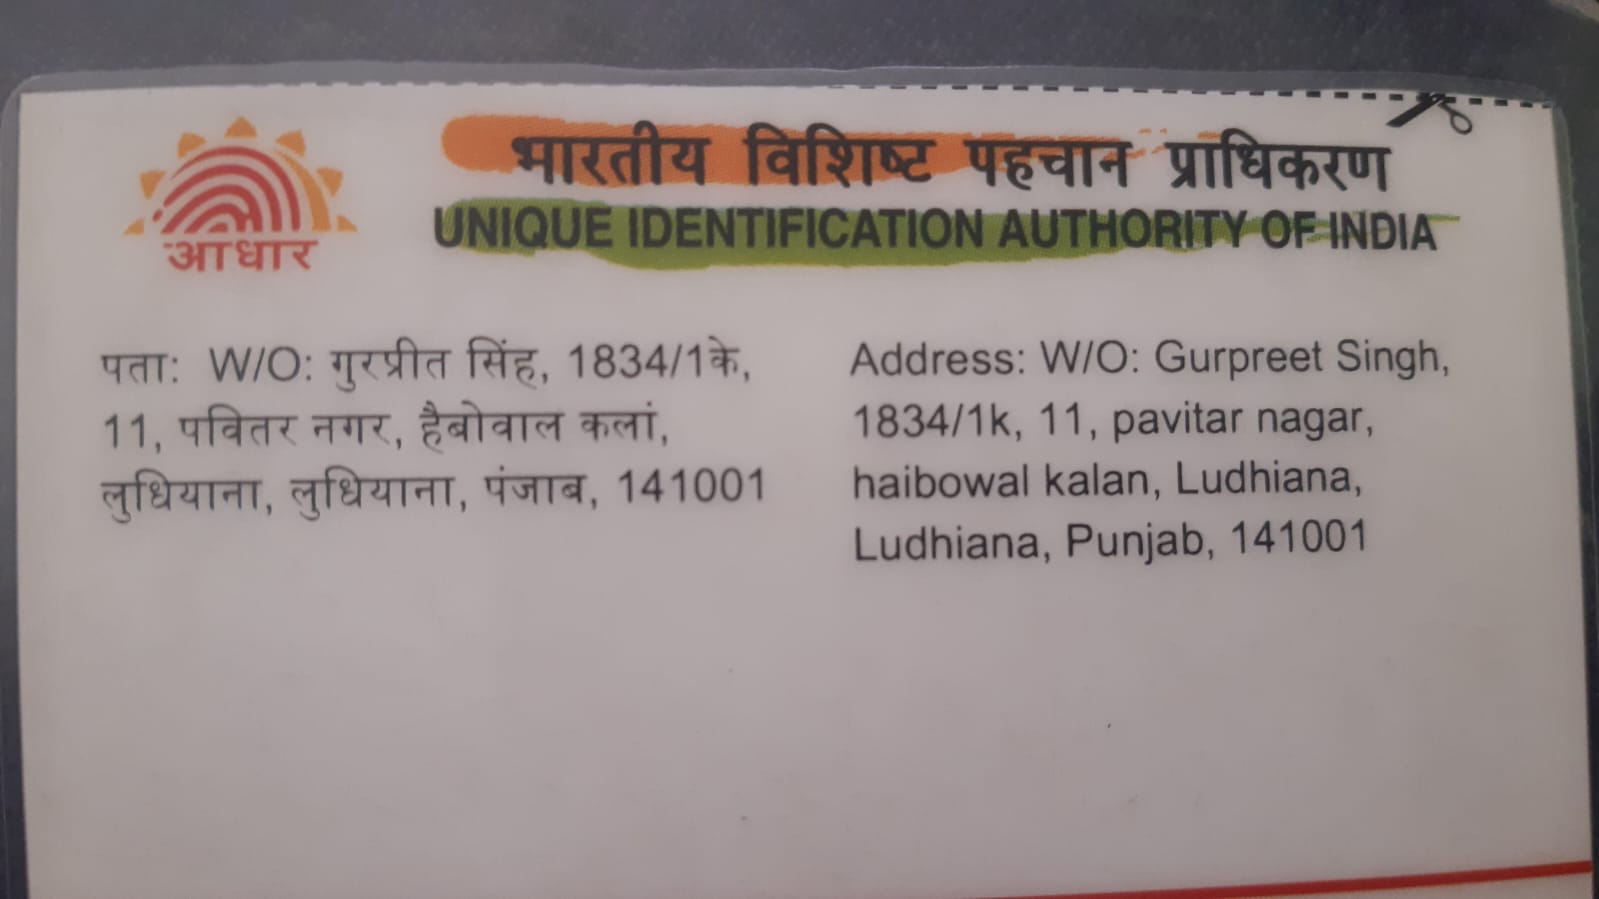 भारतीय विशिष्ट पहचान प्राधिकरण
UNIQUE IDENTIFICATION AUTHORITY OF INDIA
आधार
पता: W/O: गुरप्रीत सिंह, 1834/1के,
11, पवितर नगर, हैबोवाल कलां,
लुधियाना, लुधियाना, पंजाब, 141001
Address: W/O: Gurpreet Singh,
1834/1k, 11, pavitar nagar,
haibowal kalan, Ludhiana,
Ludhiana, Punjab, 141001